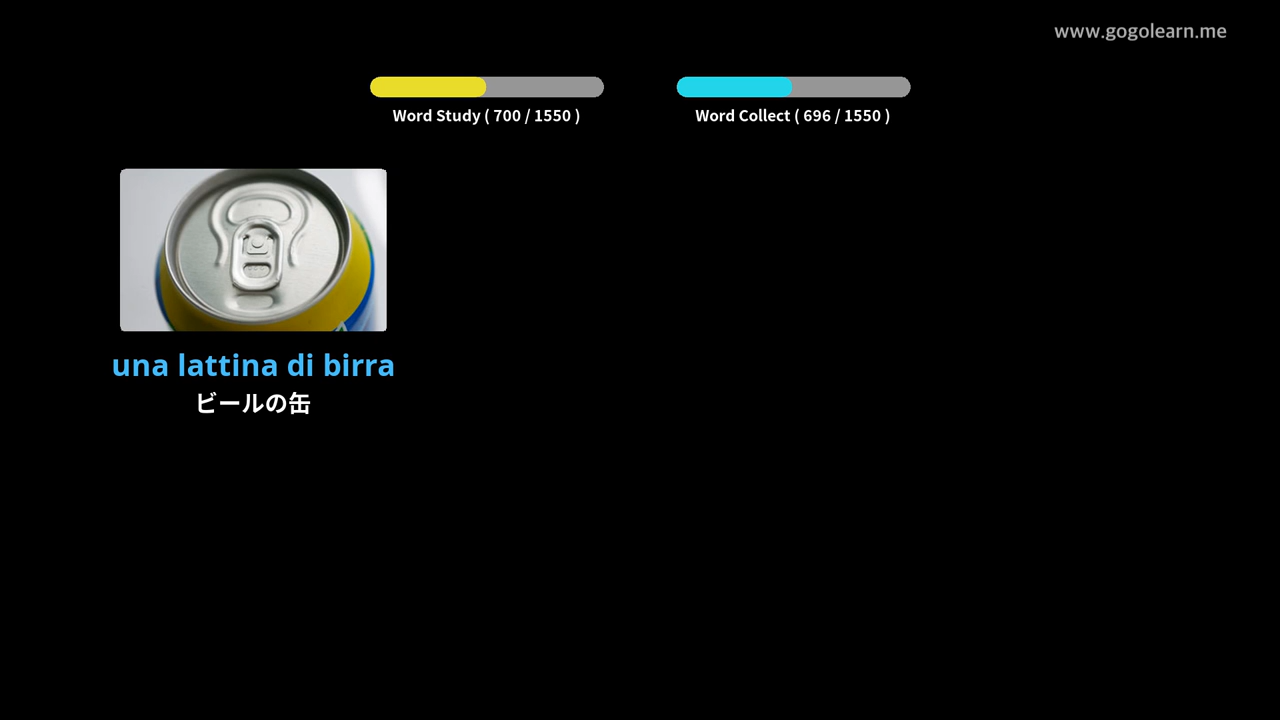 www.gogolearn.me
Word Study ( 700 / 1550 )
Word Collect ( 696 / 1550 )
una lattina di birra
ビールの缶